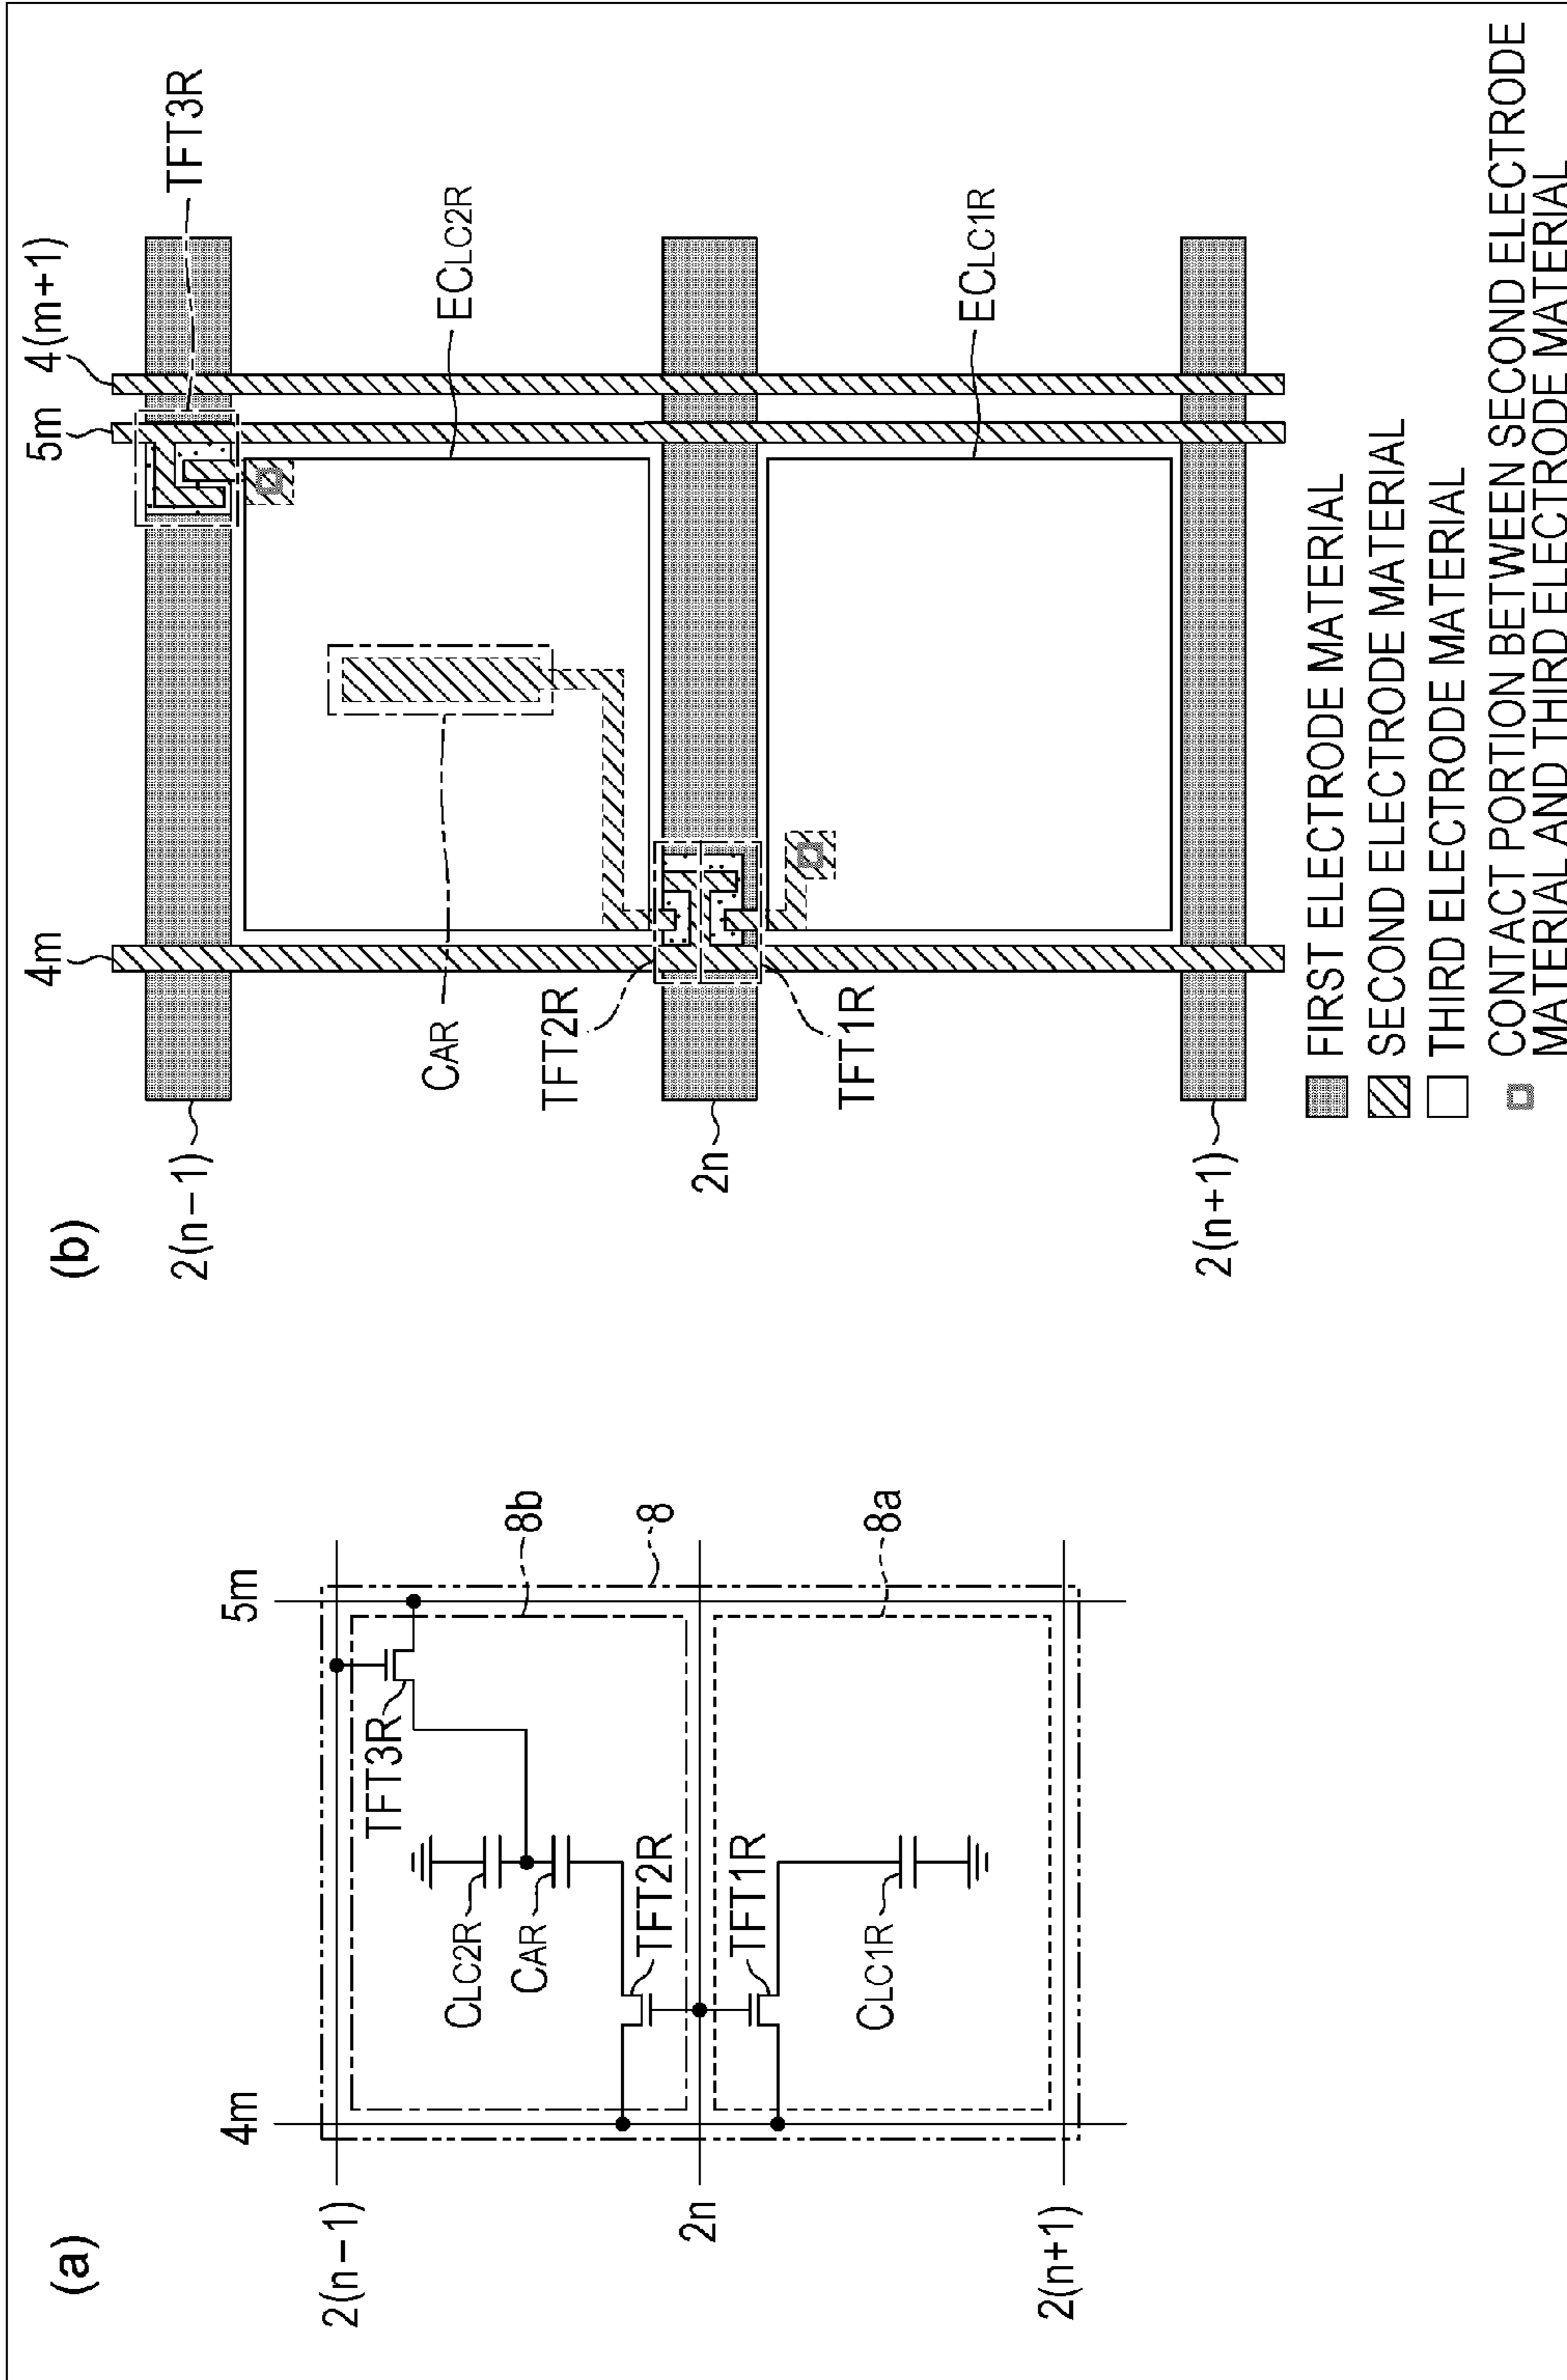 (a)
4m
5m
2(n−1)
TFT3R
8b
CLC2R
8
CAR
TFT2R
2n
TFT1R
8a
CLC1R
2(n+1)
(b)
4m
5m
4(m+1)
TFT3R
2(n−1)
ECLC2R
CAR
TFT2R
2n
TFT1R
ECLC1R
2(n+1)
FIRST ELECTRODE MATERIAL
SECOND ELECTRODE MATERIAL
THIRD ELECTRODE MATERIAL
CONTACT PORTION BETWEEN SECOND ELECTRODE
MATERIAL AND THIRD ELECTRODE MATERIAL